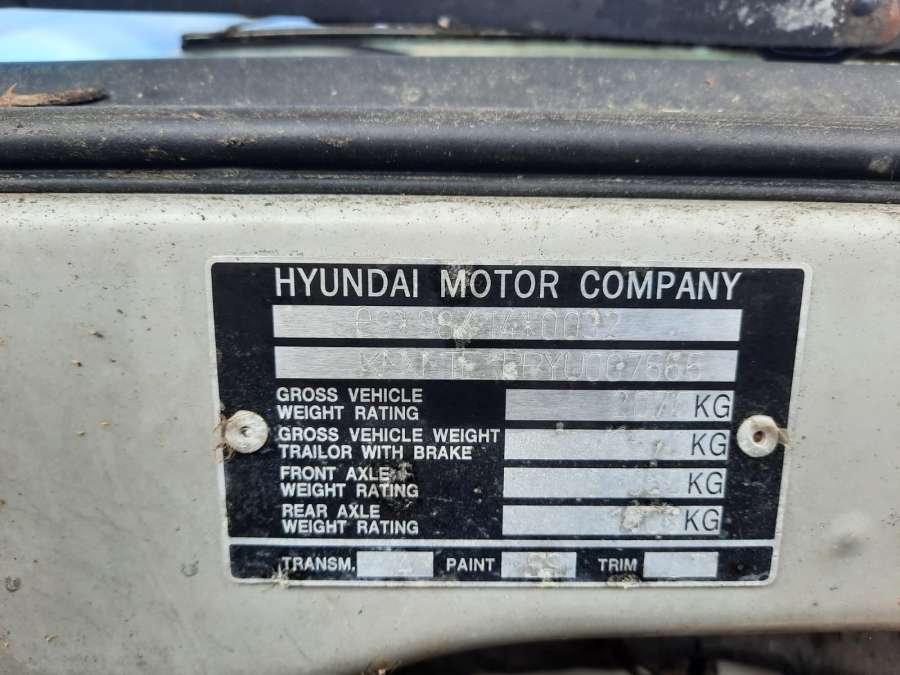 HYUNDAI MOTOR COMPANY
GROSS VEHICLE
WEIGHT RATING KG
GROSS VEHICLE WEIGHT
TRAILOR WITH BRAKE KG
FRONT AXLE
WEIGHT RATING KG
REAR AXLE
WEIGHT RATING KG
TRANSM. PAINT TRIM